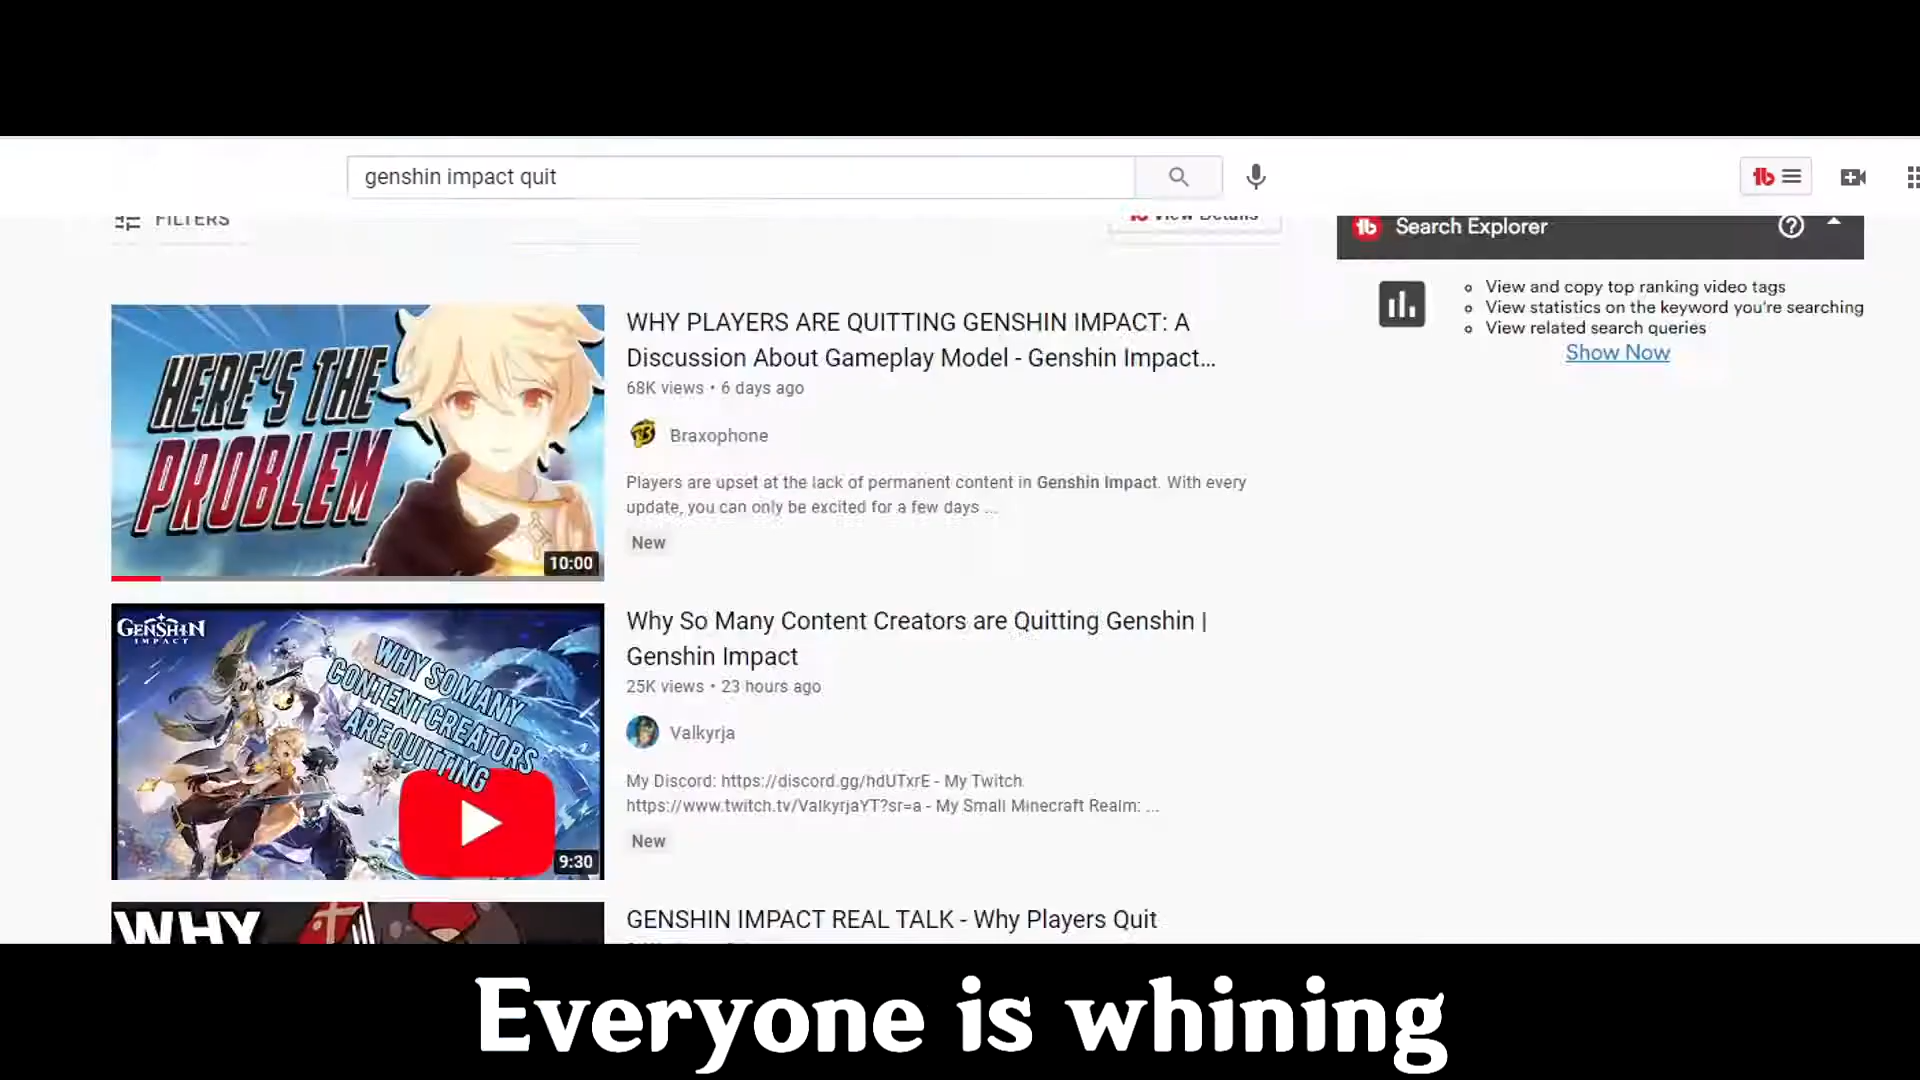 genshin impact quit
FILTERS
View Details
Search Explorer
View and copy top ranking video tags
View statistics on the keyword you're searching
View related search queries
Show Now
HERE'S THE
PROBLEM
10:00
WHY PLAYERS ARE QUITTING GENSHIN IMPACT: A
Discussion About Gameplay Model - Genshin Impact...
68K views • 6 days ago
Braxophone
Players are upset at the lack of permanent content in Genshin Impact. With every
update, you can only be excited for a few days ...
New
GENSHIN
IMPACT
WHY SO MANY
CONTENT CREATORS
ARE QUITTING
9:30
Why So Many Content Creators are Quitting Genshin |
Genshin Impact
25K views • 23 hours ago
Valkyrja
My Discord: https://discord.gg/hdUTxrE - My Twitch
https://www.twitch.tv/ValkyrjaYT?sr=a - My Small Minecraft Realm: ...
New
WHY
GENSHIN IMPACT REAL TALK - Why Players Quit
Everyone is whining